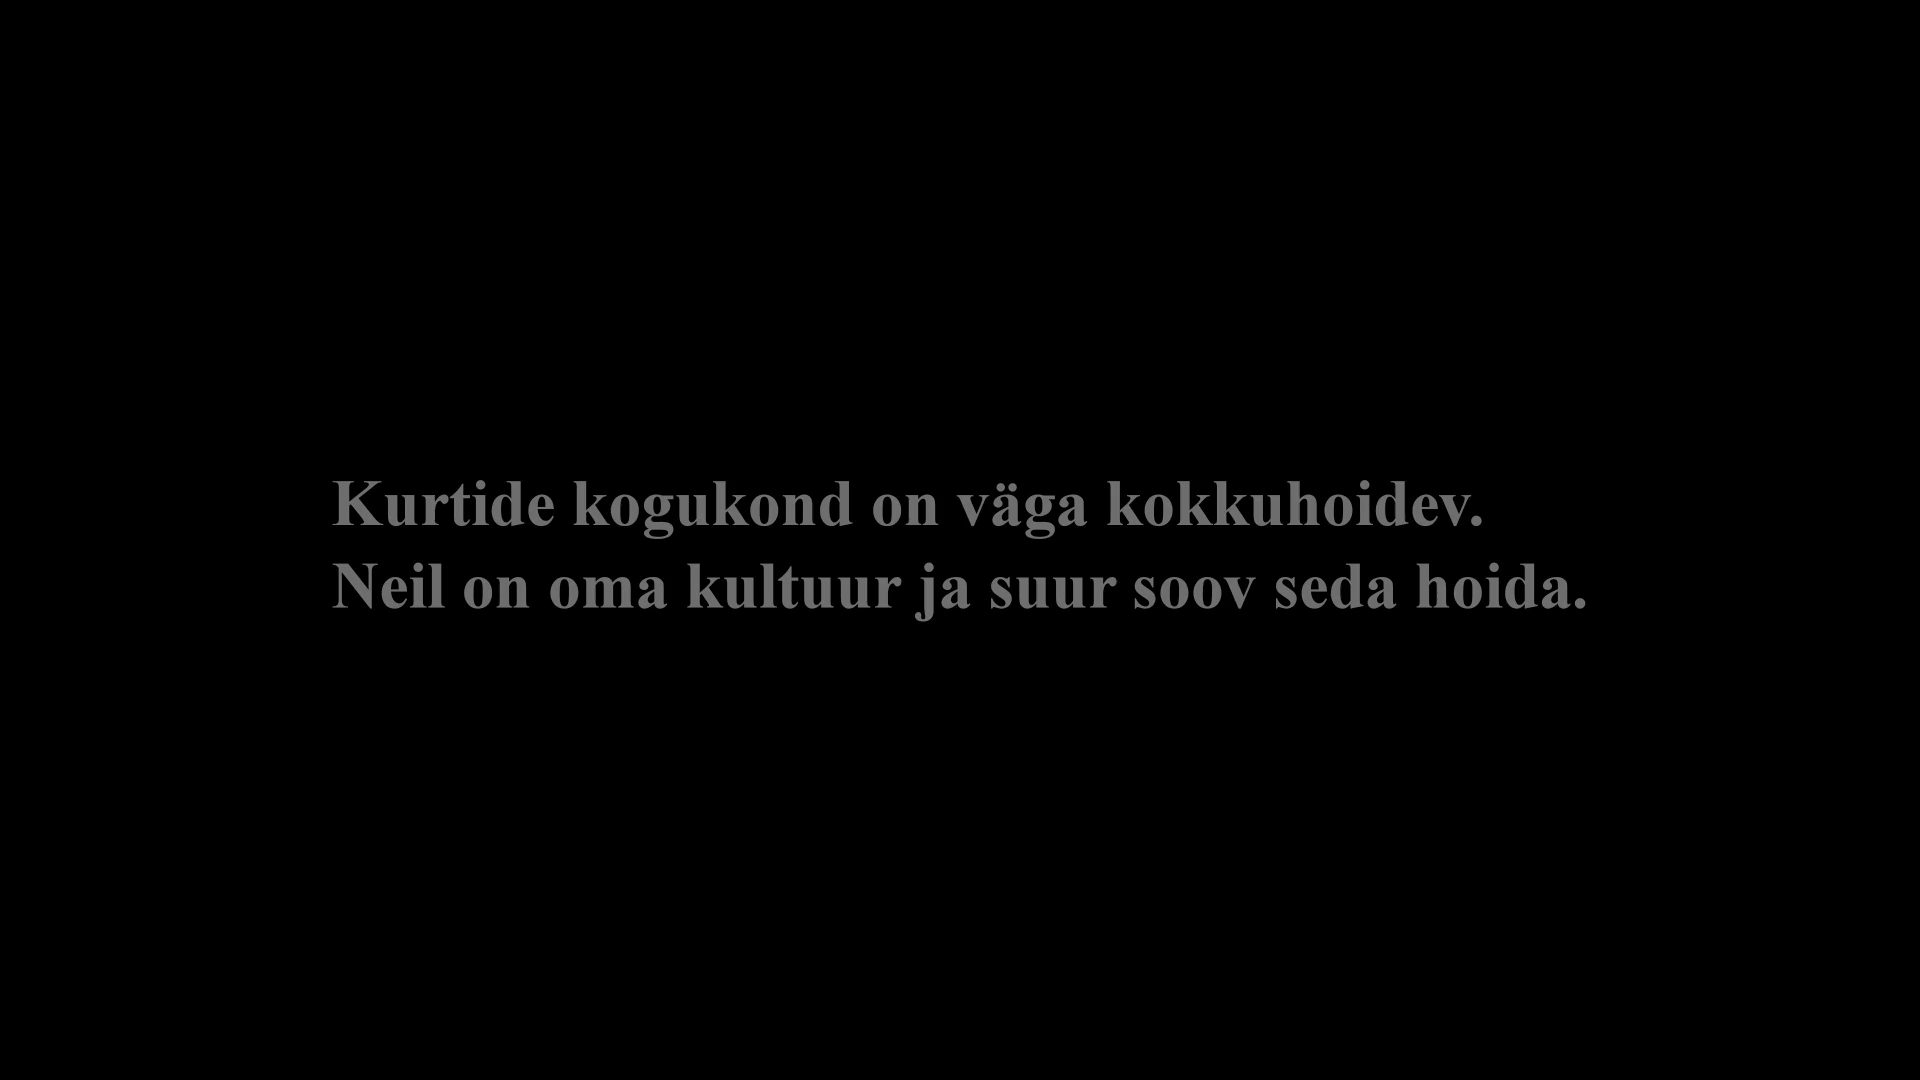 Kurtide kogukond on väga kokkuhoidev.
Neil on oma kultuur ja suur soov seda hoida.